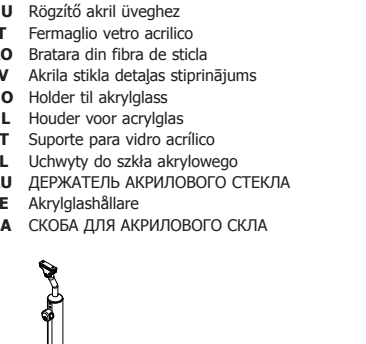 U Rögzítő akril üveghez
T Fermaglio vetro acrilico
O Bratara din fibra de sticla
V Akrila stikla detaļas stiprinājums
O Holder til akrylglass
L Houder voor acrylglas
T Suporte para vidro acrílico
L Uchwyty do szkła akrylowego
U ДЕРЖАТЕЛЬ АКРИЛОВОГО СТЕКЛА
E Akrylglashållare
A СКОБА ДЛЯ АКРИЛОВОГО СКЛА